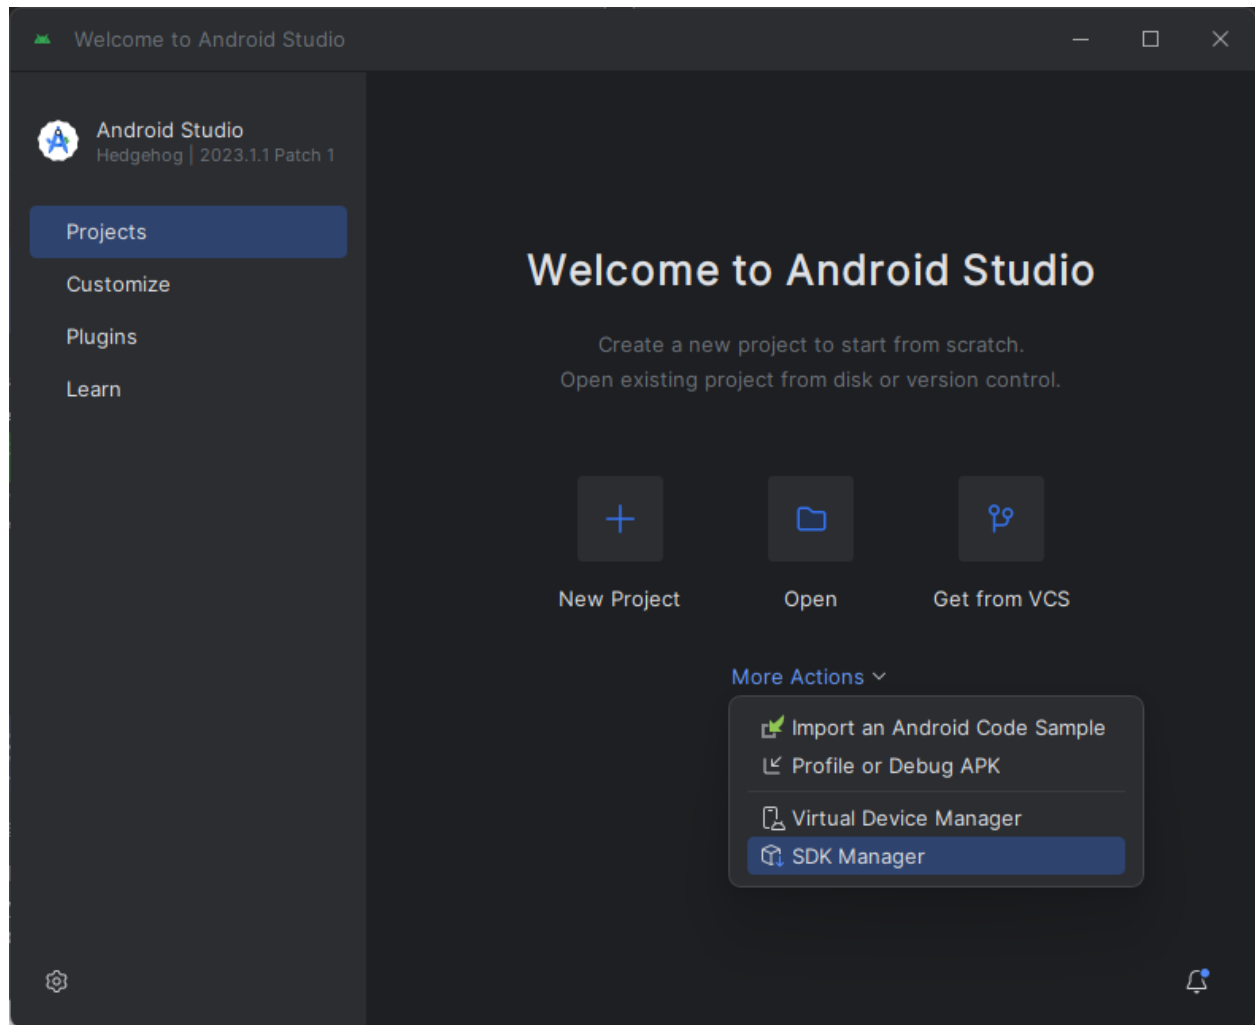 Welcome to Android Studio
Android Studio
Hedgehog | 2023.1.1 Patch 1
Projects
Customize
Plugins
Learn
Welcome to Android Studio
Create a new project to start from scratch.
Open existing project from disk or version control.
New Project
Open
Get from VCS
More Actions
Import an Android Code Sample
Profile or Debug APK
Virtual Device Manager
SDK Manager